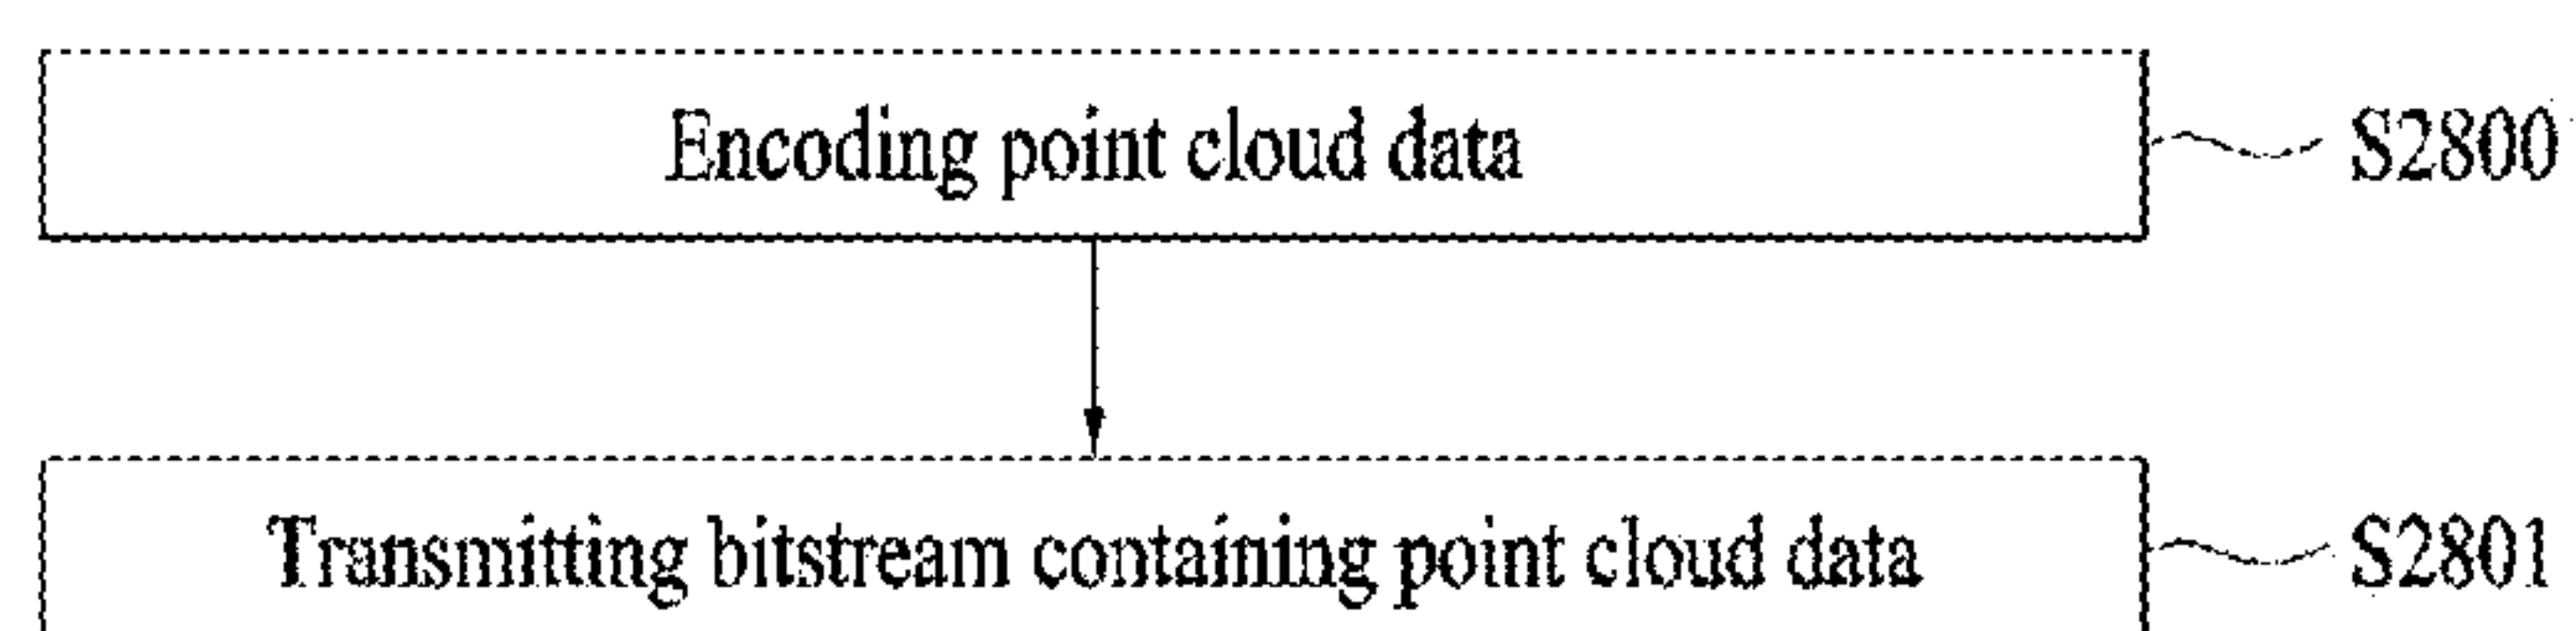 Encoding point cloud data
S2800
Transmitting bitstream containing point cloud data
S2801